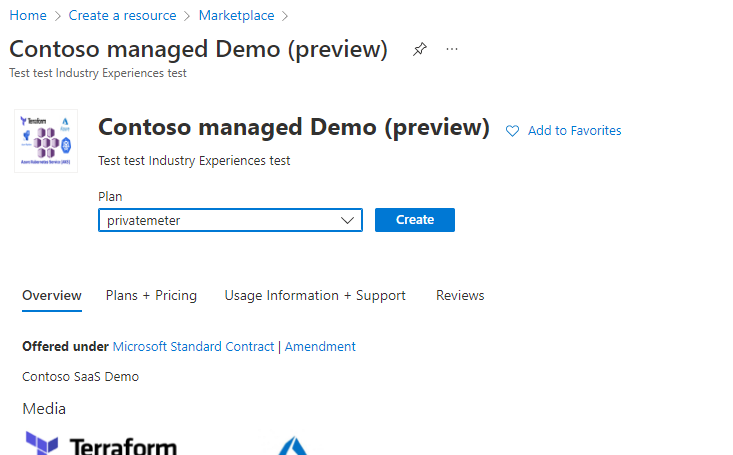 Home > Create a resource > Marketplace >
Contoso managed Demo (preview) ...
Test test Industry Experiences test
Terraform
Azure
Azure Kubernetes Service (AKS)
Contoso managed Demo (preview) Add to Favorites
Test test Industry Experiences test
Plan
privatemeter Create
Overview Plans + Pricing Usage Information + Support Reviews
Offered under Microsoft Standard Contract | Amendment
Contoso SaaS Demo
Media
Terraform